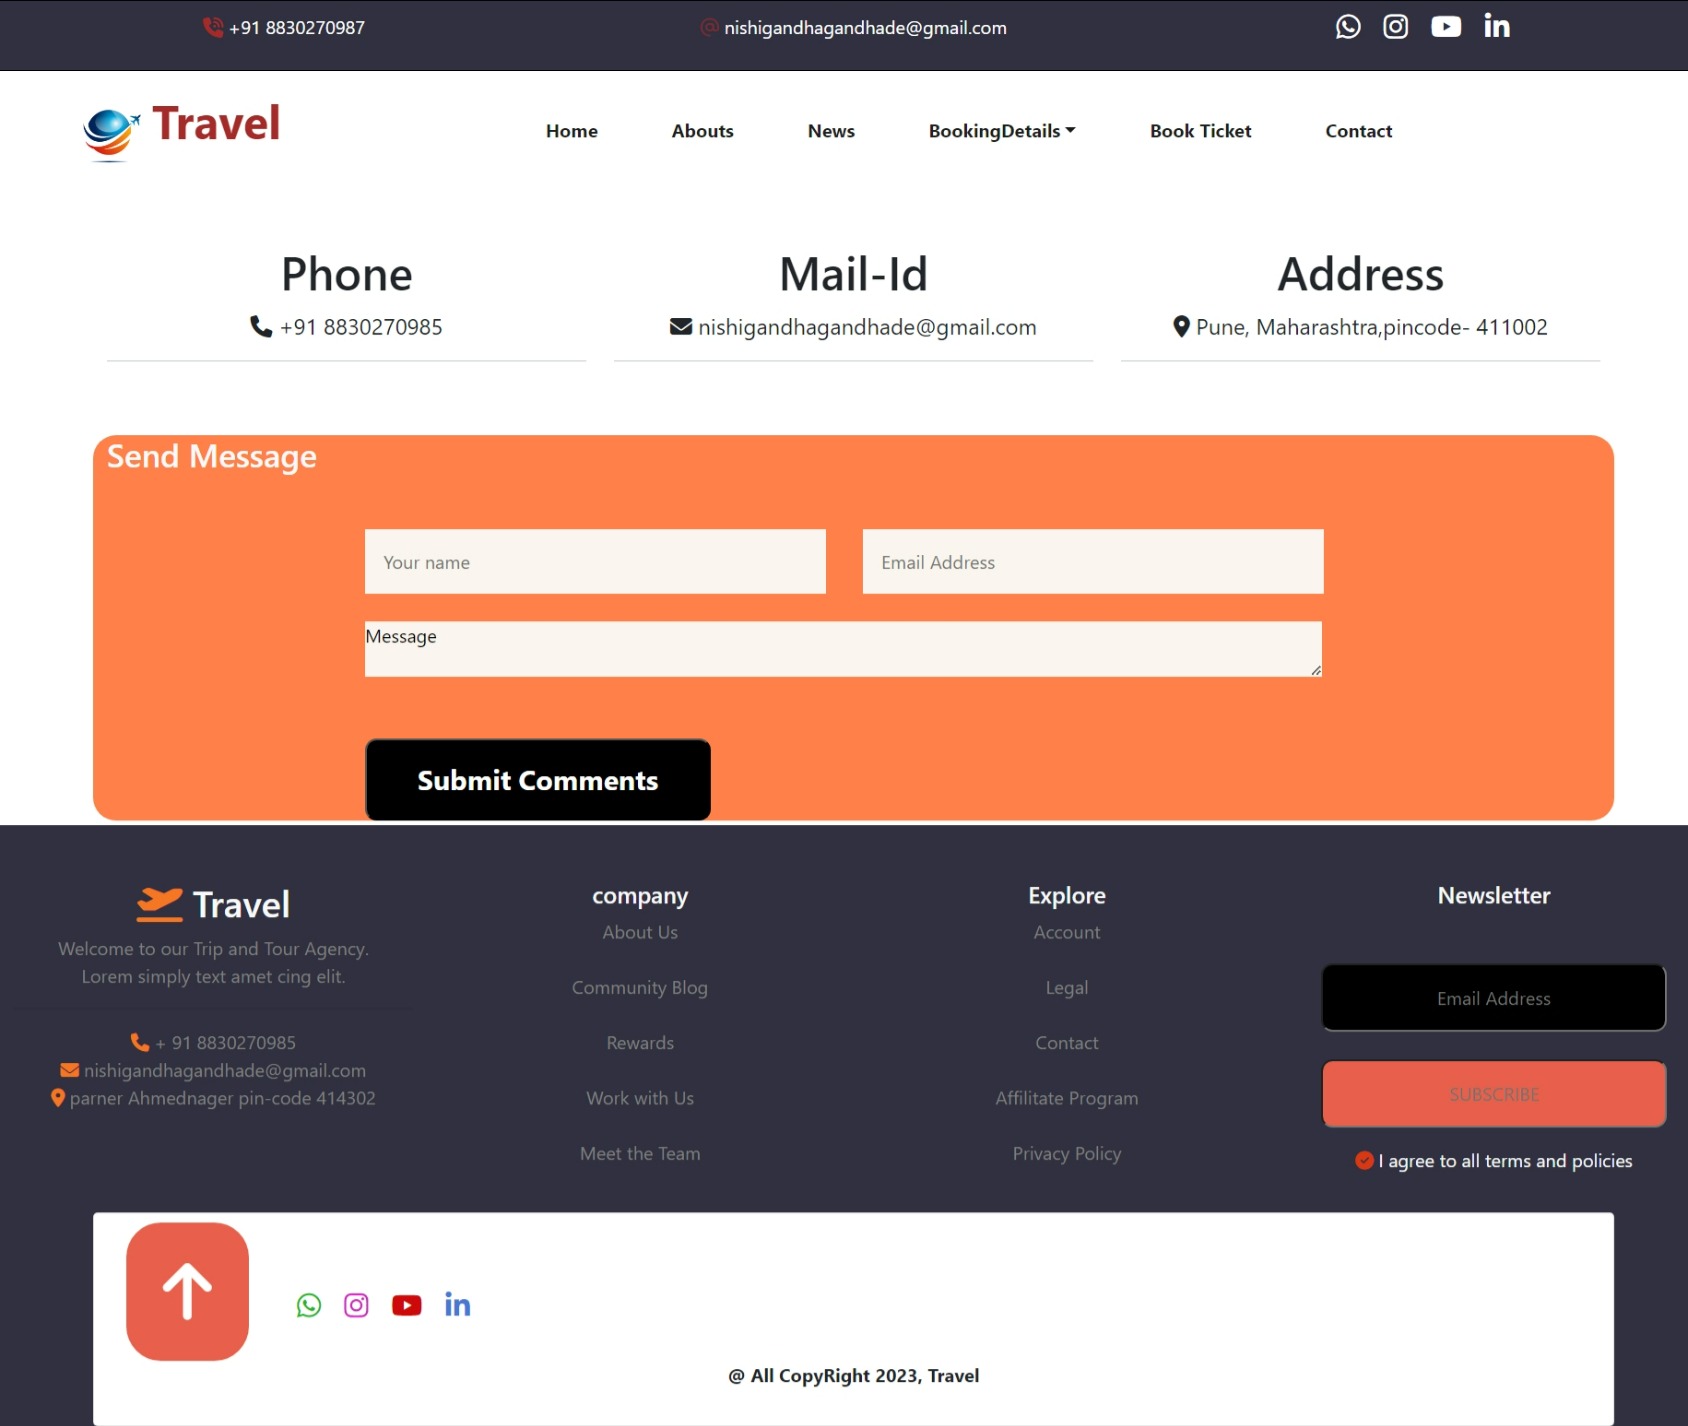 +91 8830270987
nishigandhagandhade@gmail.com
Travel
Home
Abouts
News
BookingDetails
Book Ticket
Contact
Phone
+91 8830270985
Mail-Id
nishigandhagandhade@gmail.com
Address
Pune, Maharashtra,pincode- 411002
Send Message
Your name
Email Address
Message
Submit Comments
Travel
Welcome to our Trip and Tour Agency.
Lorem simply text amet cing elit.
+ 91 8830270985
nishigandhagandhade@gmail.com
parner Ahmednager pin-code 414302
company
About Us
Community Blog
Rewards
Work with Us
Meet the Team
Explore
Account
Legal
Contact
Affilitate Program
Privacy Policy
Newsletter
Email Address
SUBSCRIBE
I agree to all terms and policies
@ All CopyRight 2023, Travel